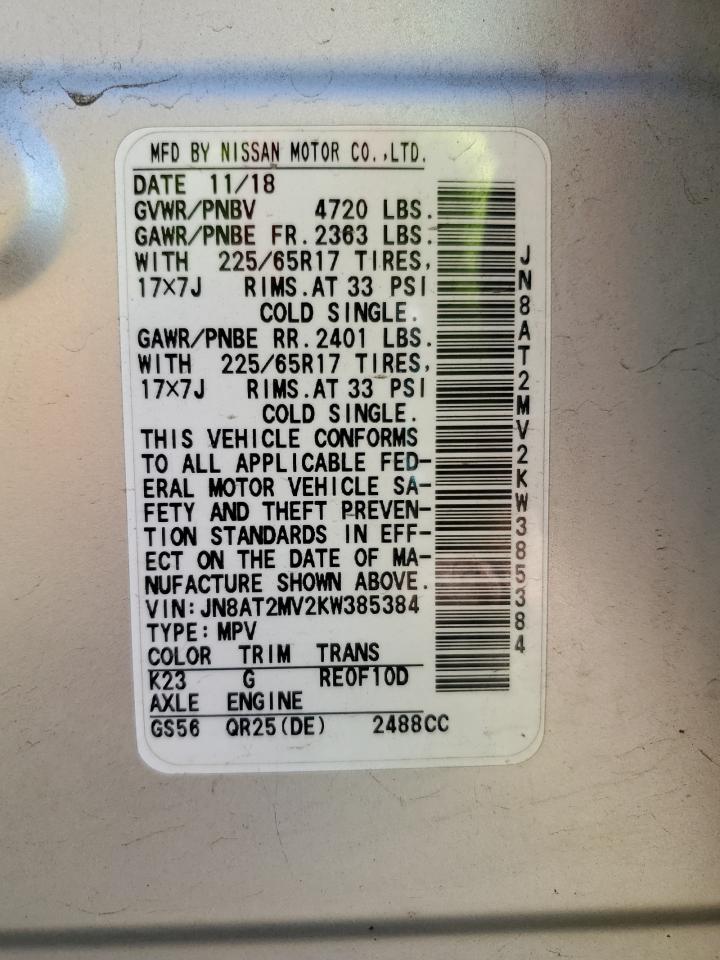 MFD BY NISSAN MOTOR CO.,LTD.
DATE 11/18
GVWR/PNBV 4720 LBS.
GAWR/PNBE FR.2363 LBS.
WITH 225/65R17 TIRES,
17×7J RIMS.AT 33 PSI
COLD SINGLE.
GAWR/PNBE RR.2401 LBS.
WITH 225/65R17 TIRES,
17×7J RIMS.AT 33 PSI
COLD SINGLE.
THIS VEHICLE CONFORMS
TO ALL APPLICABLE FED-
ERAL MOTOR VEHICLE SA-
FETY AND THEFT PREVEN-
TION STANDARDS IN EFF-
ECT ON THE DATE OF MA-
NUFACTURE SHOWN ABOVE.
VIN:JN8AT2MV2KW385384
TYPE:MPV
COLOR TRIM TRANS
K23 G RE0F10D
AXLE ENGINE
GS56 QR25(DE) 2488CC
JN8AT2MV2KW385384